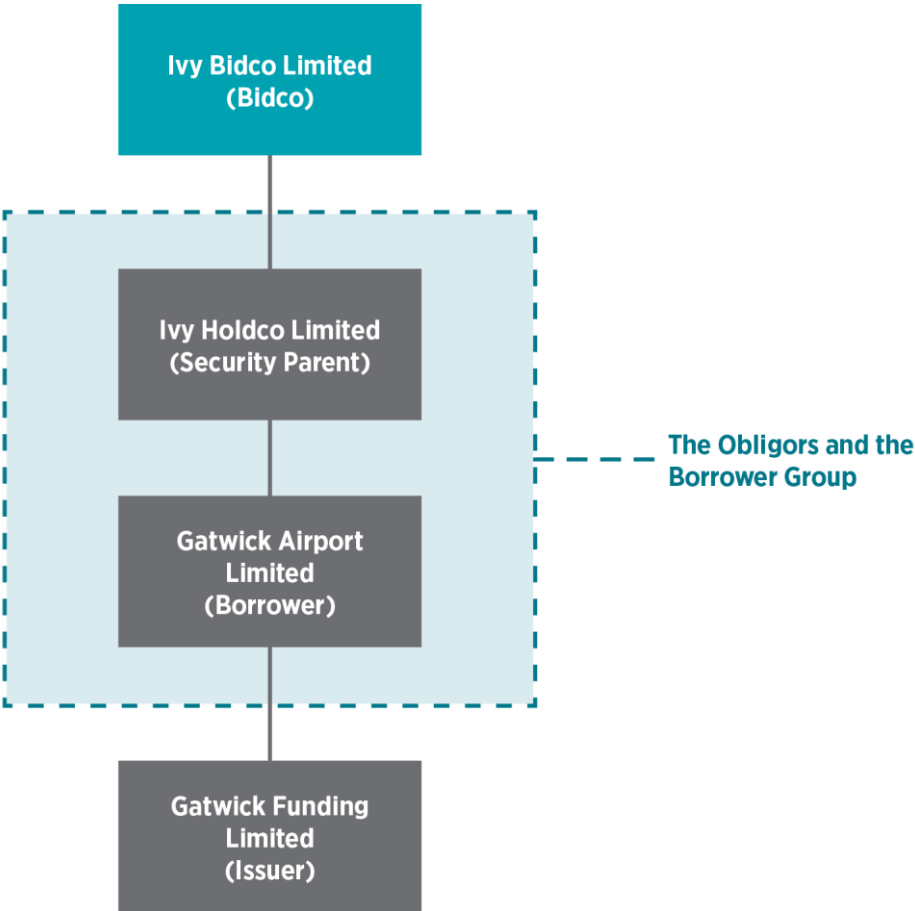 Ivy Bidco Limited
(Bidco)
Ivy Holdco Limited
(Security Parent)
The Obligors and the
Borrower Group
Gatwick Airport
Limited
(Borrower)
Gatwick Funding
Limited
(Issuer)